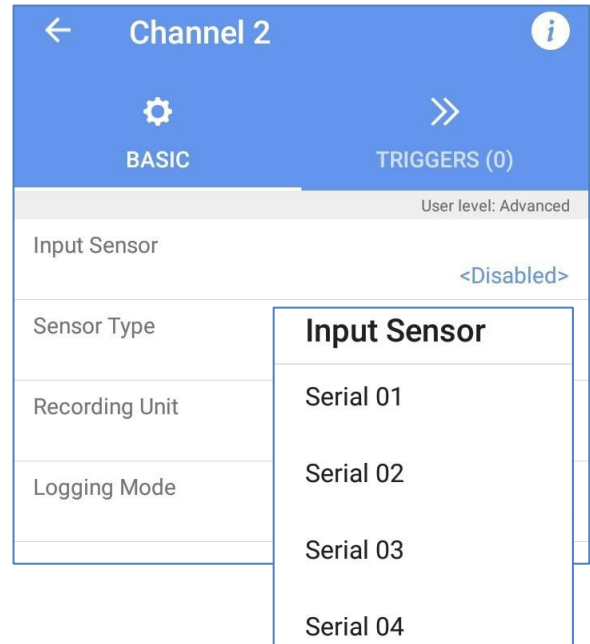 Channel 2
i
BASIC
TRIGGERS (0)
User level: Advanced
Input Sensor
<Disabled>
Sensor Type
Recording Unit
Logging Mode
Input Sensor
Serial 01
Serial 02
Serial 03
Serial 04